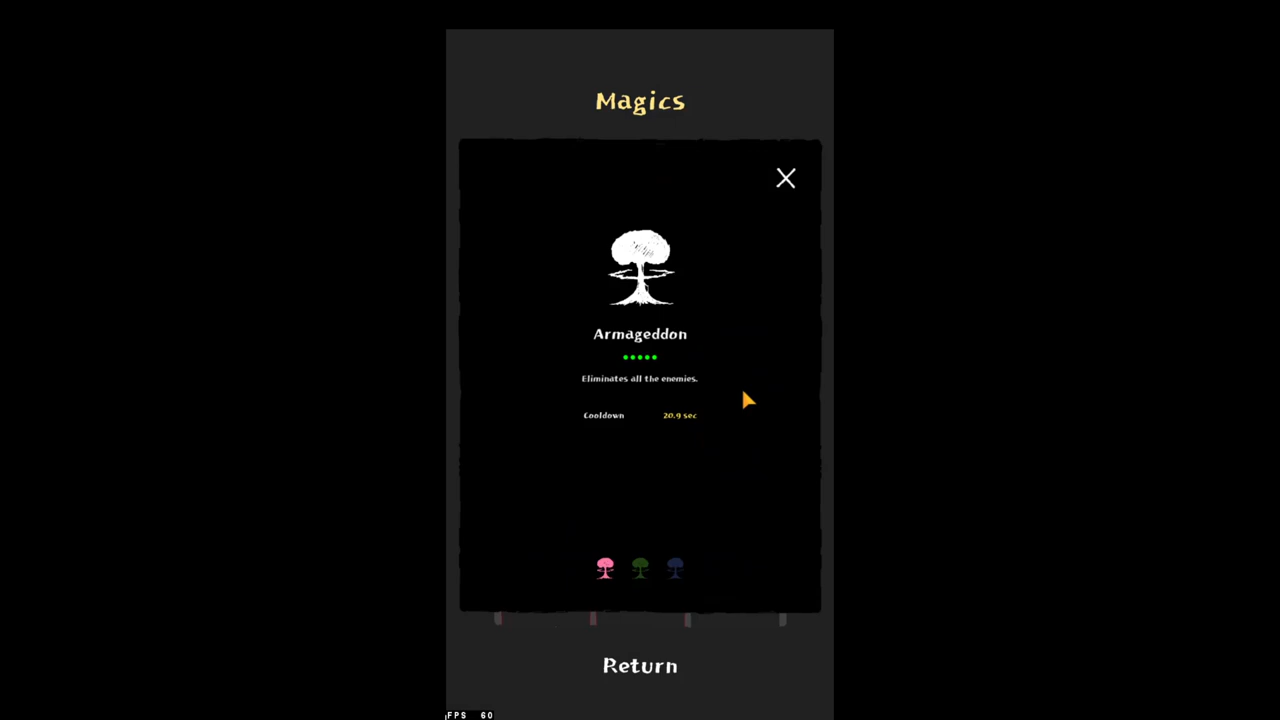 Magics
Armageddon
Eliminates all the enemies.
Cooldown 20.9 sec
Return
FPS 60